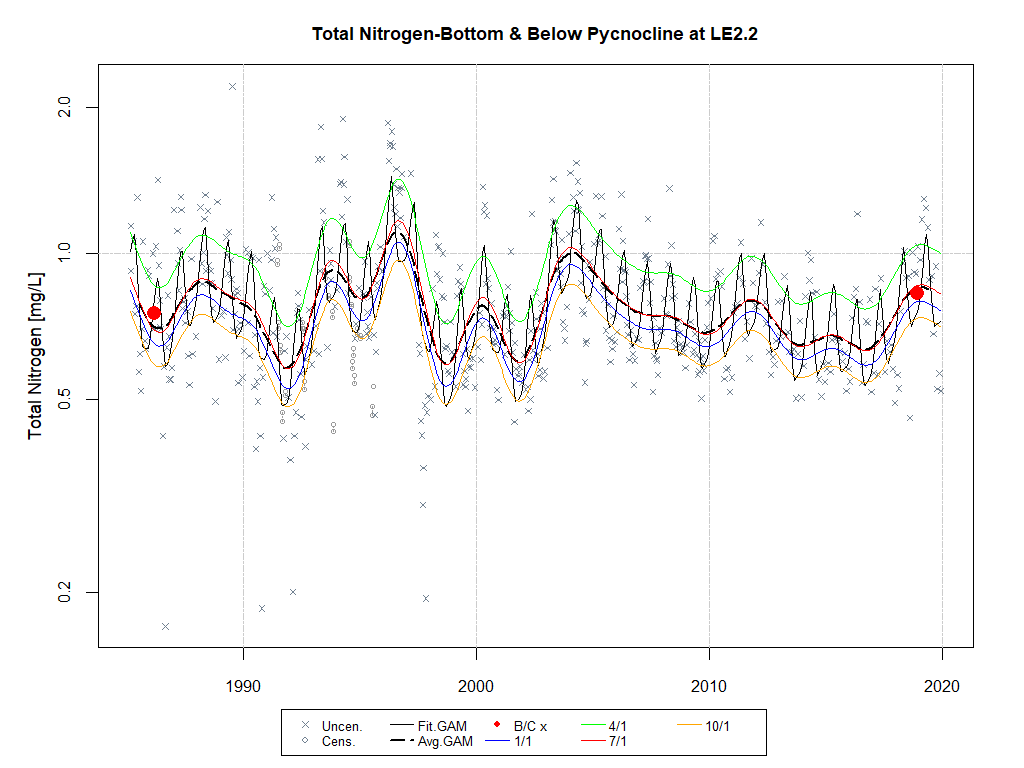 Total Nitrogen-Bottom & Below Pycnocline at LE2.2
Total Nitrogen [mg/L]
2.0
1.0
0.5
0.2
1990 2000 2010 2020
Uncen. Fit.GAM B/C x 4/1 10/1
Cens. Avg.GAM 1/1 7/1